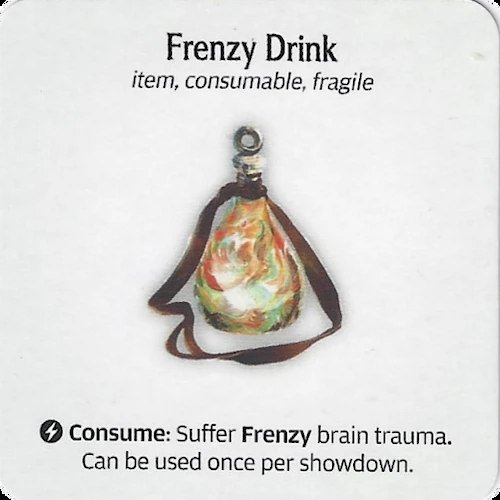 Frenzy Drink
item, consumable, fragile
Consume: Suffer Frenzy brain trauma.
Can be used once per showdown.